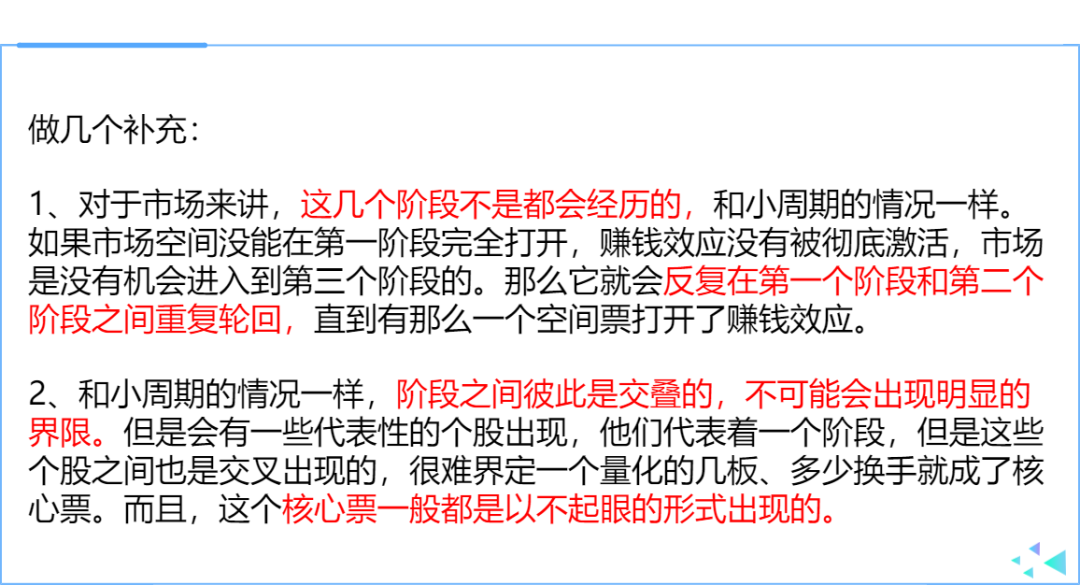 做几个补充：
1、对于市场来讲，这几个阶段不是都会经历的，和小周期的情况一样。
如果市场空间没能在第一阶段完全打开，赚钱效应没有被彻底激活，市场
是没有机会进入到第三个阶段的。那么它就会反复在第一个阶段和第二个
阶段之间重复轮回，直到有那么一个空间票打开了赚钱效应。
2、和小周期的情况一样，阶段之间彼此是交叠的，不可能会出现明显的
界限。但是会有一些代表性的个股出现，他们代表着一个阶段，但是这些
个股之间也是交叉出现的，很难界定一个量化的几板、多少换手就成了核
心票。而且，这个核心票一般都是以不起眼的形式出现的。